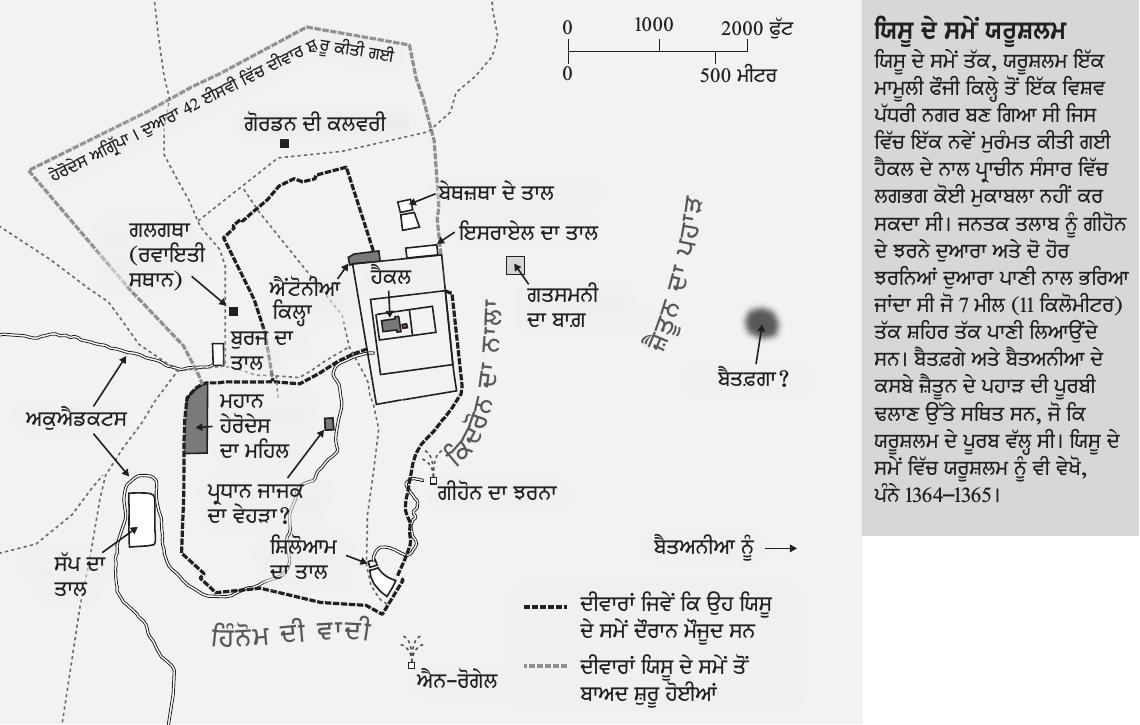 0 1000 2000 ਫੁੱਟ
0 500 ਮੀਟਰ
ਹੇਰੋਦੇਸ ਅਗ੍ਰਿੱਪਾ । ਦੁਆਰਾ 42 ਈਸਵੀ ਵਿੱਚ ਦੀਵਾਰ ਸ਼ੁਰੂ ਕੀਤੀ ਗਈ
ਗੋਰਡਨ ਦੀ ਕਲਵਰੀ
ਬੇਥਜ਼ਥਾ ਦੇ ਤਾਲ
ਇਸਰਾਏਲ ਦਾ ਤਾਲ
ਗਲਗਥਾ
(ਰਵਾਇਤੀ
ਸਥਾਨ)
ਐਂਟੋਨੀਆ
ਕਿਲ੍ਹਾ
ਹੈਕਲ
ਗਤਸਮਨੀ
ਦਾ ਬਾਗ਼
ਜ਼ੈਤੂਨ ਦਾ ਪਹਾੜ
ਬੁਰਜ ਦਾ
ਤਾਲ
ਕਿਦਰੋਨ ਦਾ ਨਾਲਾ
ਬੈਤਫ਼ਗਾ?
ਅਕੁਐਡਕਟਸ
ਮਹਾਨ
ਹੇਰੋਦੇਸ
ਦਾ ਮਹਿਲ
ਪ੍ਰਧਾਨ ਜਾਜਕ
ਦਾ ਵੇਹੜਾ?
ਗੀਹੋਨ ਦਾ ਝਰਨਾ
ਸ਼ਿਲੋਆਮ
ਦਾ ਤਾਲ
ਸੱਪ ਦਾ
ਤਾਲ
ਬੈਤਅਨੀਆ ਨੂੰ
ਹਿੰਨੋਮ ਦੀ ਵਾਦੀ
ਐਨ-ਰੋਗੇਲ
ਦੀਵਾਰਾਂ ਜਿਵੇਂ ਕਿ ਉਹ ਯਿਸੂ
ਦੇ ਸਮੇਂ ਦੌਰਾਨ ਮੌਜੂਦ ਸਨ
ਦੀਵਾਰਾਂ ਯਿਸੂ ਦੇ ਸਮੇਂ ਤੋਂ
ਬਾਅਦ ਸ਼ੁਰੂ ਹੋਈਆਂ
ਯਿਸੂ ਦੇ ਸਮੇਂ ਯਰੂਸ਼ਲਮ
ਯਿਸੂ ਦੇ ਸਮੇਂ ਤੱਕ, ਯਰੂਸ਼ਲਮ ਇੱਕ
ਮਾਮੂਲੀ ਫੌਜੀ ਕਿਲ੍ਹੇ ਤੋਂ ਇੱਕ ਵਿਸ਼ਵ
ਪੱਧਰੀ ਨਗਰ ਬਣ ਗਿਆ ਸੀ ਜਿਸ
ਵਿੱਚ ਇੱਕ ਨਵੇਂ ਮੁਰੰਮਤ ਕੀਤੀ ਗਈ
ਹੈਕਲ ਦੇ ਨਾਲ ਪ੍ਰਾਚੀਨ ਸੰਸਾਰ ਵਿੱਚ
ਲਗਭਗ ਕੋਈ ਮੁਕਾਬਲਾ ਨਹੀਂ ਕਰ
ਸਕਦਾ ਸੀ। ਜਨਤਕ ਤਲਾਬ ਨੂੰ ਗੀਹੋਨ
ਦੇ ਝਰਨੇ ਦੁਆਰਾ ਅਤੇ ਦੋ ਹੋਰ
ਝਰਨਿਆਂ ਦੁਆਰਾ ਪਾਣੀ ਨਾਲ ਭਰਿਆ
ਜਾਂਦਾ ਸੀ ਜੋ 7 ਮੀਲ (11 ਕਿਲੋਮੀਟਰ)
ਤੱਕ ਸ਼ਹਿਰ ਤੱਕ ਪਾਣੀ ਲਿਆਉਂਦੇ
ਸਨ। ਬੈਤਫ਼ਗੇ ਅਤੇ ਬੈਤਅਨੀਆ ਦੇ
ਕਸਬੇ ਜ਼ੈਤੂਨ ਦੇ ਪਹਾੜ ਦੀ ਪੂਰਬੀ
ਢਲਾਣ ਉੱਤੇ ਸਥਿਤ ਸਨ, ਜੋ ਕਿ
ਯਰੂਸ਼ਲਮ ਦੇ ਪੂਰਬ ਵੱਲ੍ਹ ਸੀ। ਯਿਸੂ ਦੇ
ਸਮੇਂ ਵਿੱਚ ਯਰੂਸ਼ਲਮ ਨੂੰ ਵੀ ਵੇਖੋ,
ਪੰਨੇ 1364–1365।